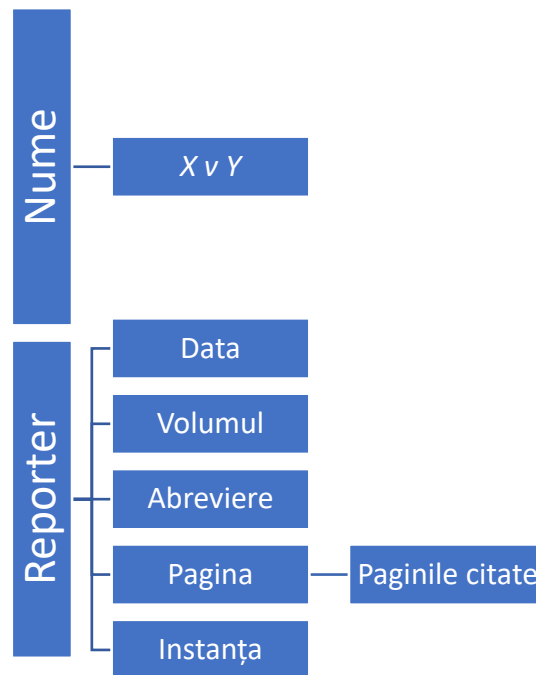 Nume
X v Y
Reporter
Data
Volumul
Abreviere
Pagina
Paginile citate
Instanța